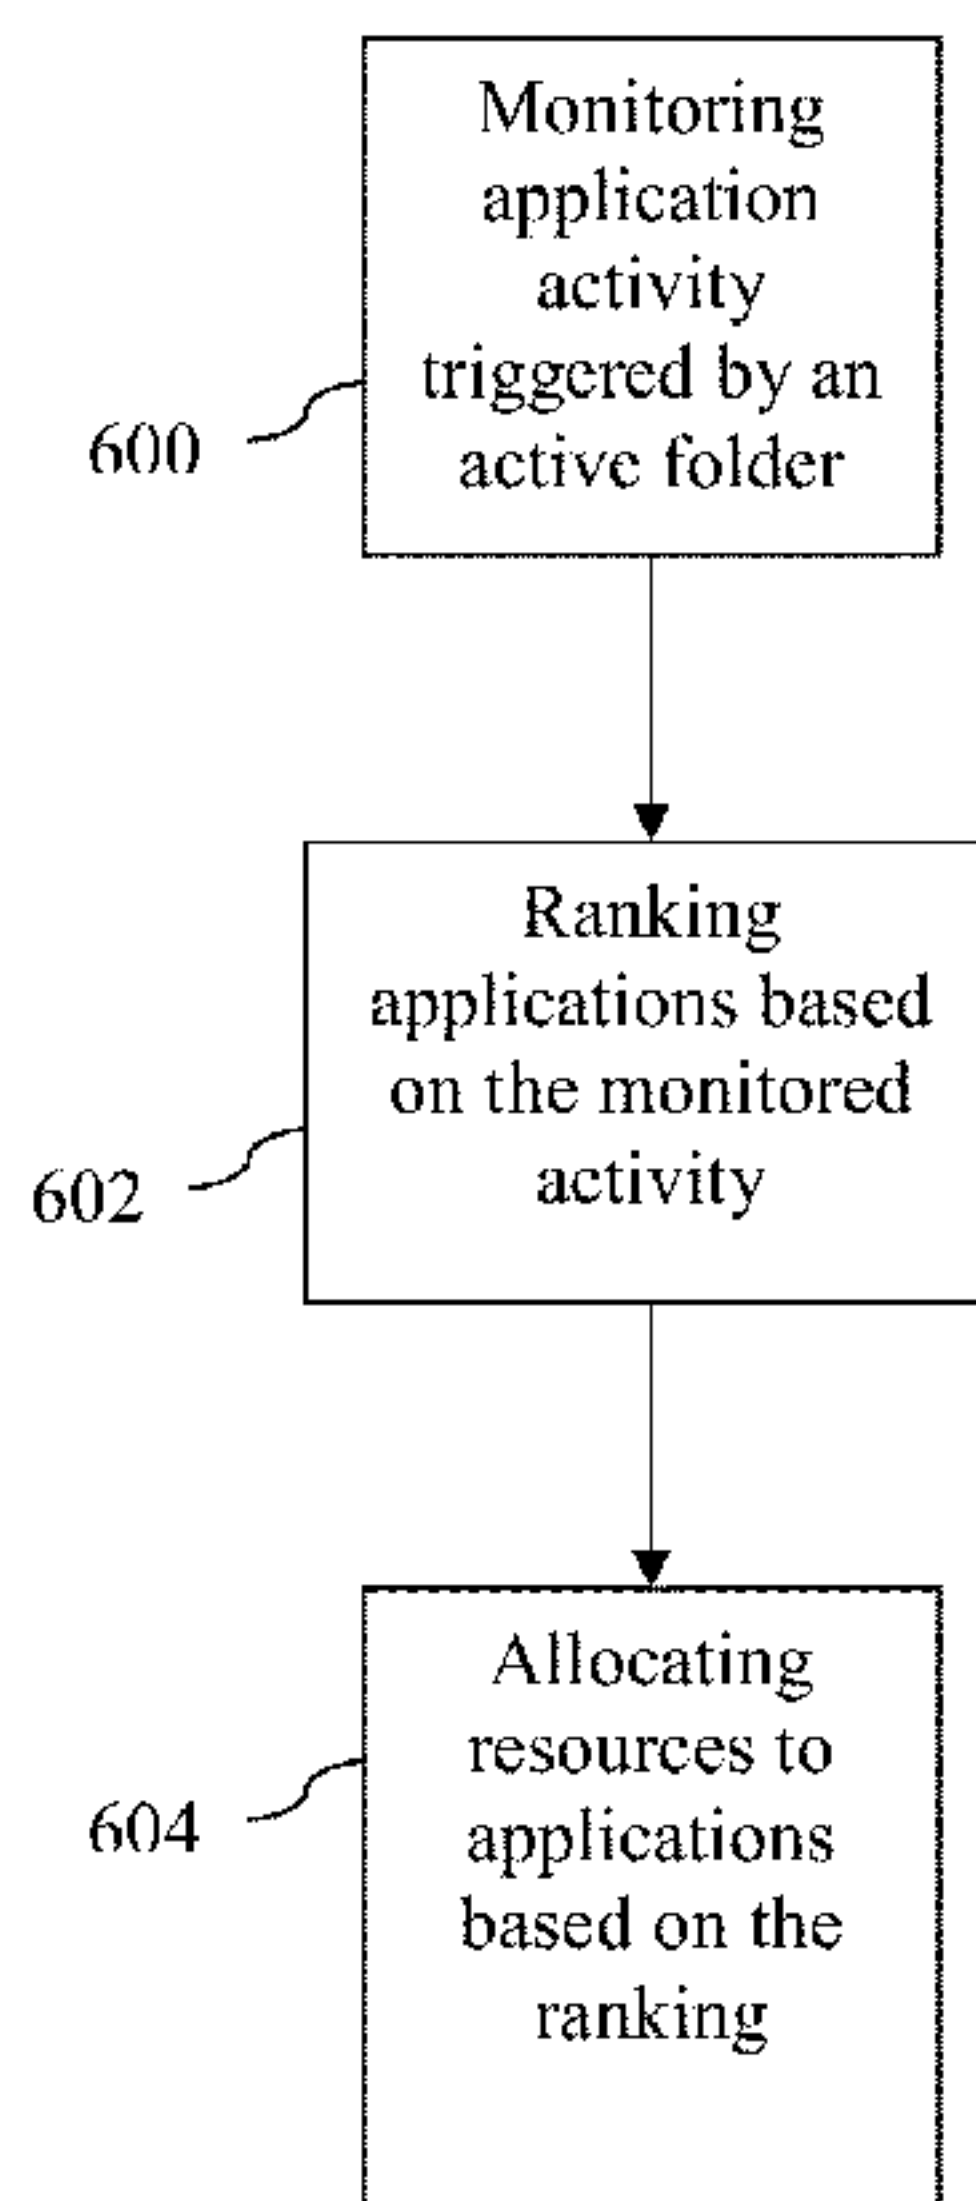 Monitoring
application
activity
triggered by an
active folder
600
Ranking
applications based
on the monitored
activity
602
Allocating
resources to
applications
based on the
ranking
604